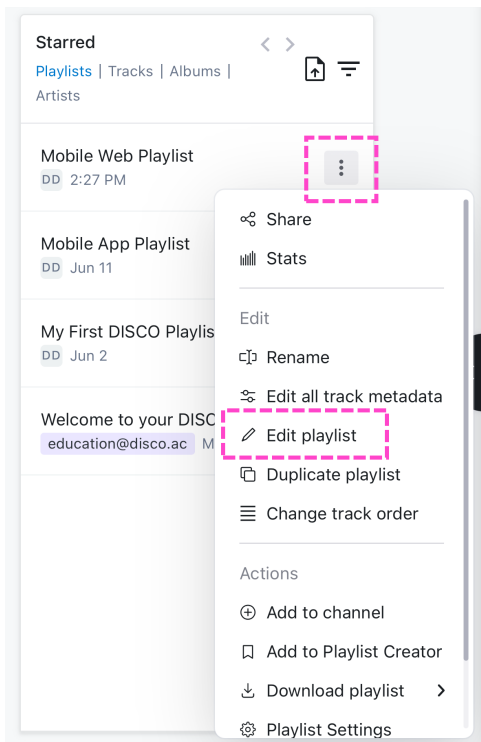 Starred
Playlists | Tracks | Albums |
Artists
Mobile Web Playlist
DD 2:27 PM
Mobile App Playlist
DD Jun 11
My First DISCO Playlis
DD Jun 2
Welcome to your DISC
education@disco.ac M
Share
Stats
Edit
Rename
Edit all track metadata
Edit playlist
Duplicate playlist
Change track order
Actions
Add to channel
Add to Playlist Creator
Download playlist
Playlist Settings